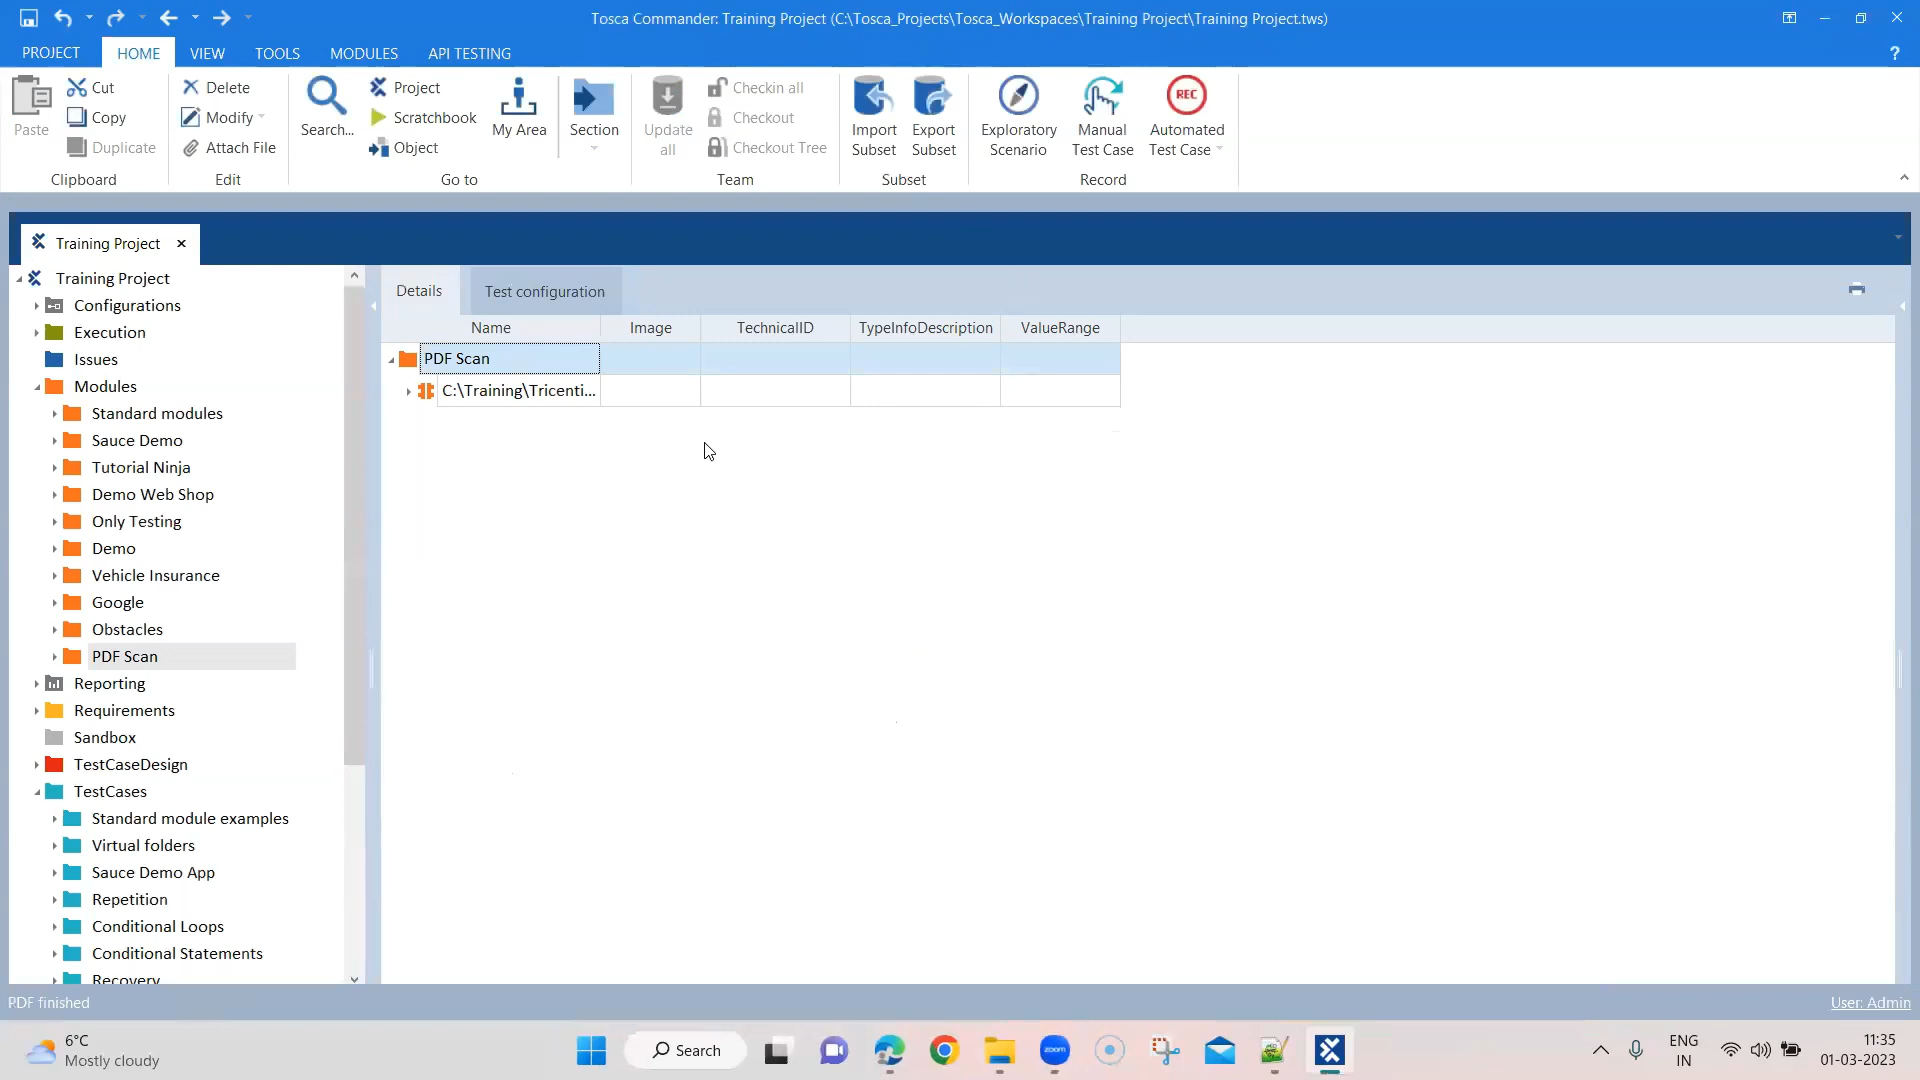 Tosca Commander: Training Project (C:\Tosca_Projects\Tosca_Workspaces\Training Project\Training Project.tws)
PROJECT HOME VIEW TOOLS MODULES API TESTING ?
Paste
Cut
Copy
Duplicate
Clipboard
Delete
Modify
Attach File
Edit
Search...
Project
Scratchbook
Object
My Area
Go to
Section
Update all
Checkin all
Checkout
Checkout Tree
Team
Import Subset
Export Subset
Subset
Exploratory Scenario
Manual Test Case
REC
Automated Test Case
Record
Training Project
Training Project
Configurations
Execution
Issues
Modules
Standard modules
Sauce Demo
Tutorial Ninja
Demo Web Shop
Only Testing
Demo
Vehicle Insurance
Google
Obstacles
PDF Scan
Reporting
Requirements
Sandbox
TestCaseDesign
TestCases
Standard module examples
Virtual folders
Sauce Demo App
Repetition
Conditional Loops
Conditional Statements
Recovery
Details Test configuration
Name Image TechnicalID TypeInfoDescription ValueRange
PDF Scan
C:\Training\Tricenti...
PDF finished
User: Admin
6°C
Mostly cloudy
Search
zoom
ENG
IN
11:35
01-03-2023